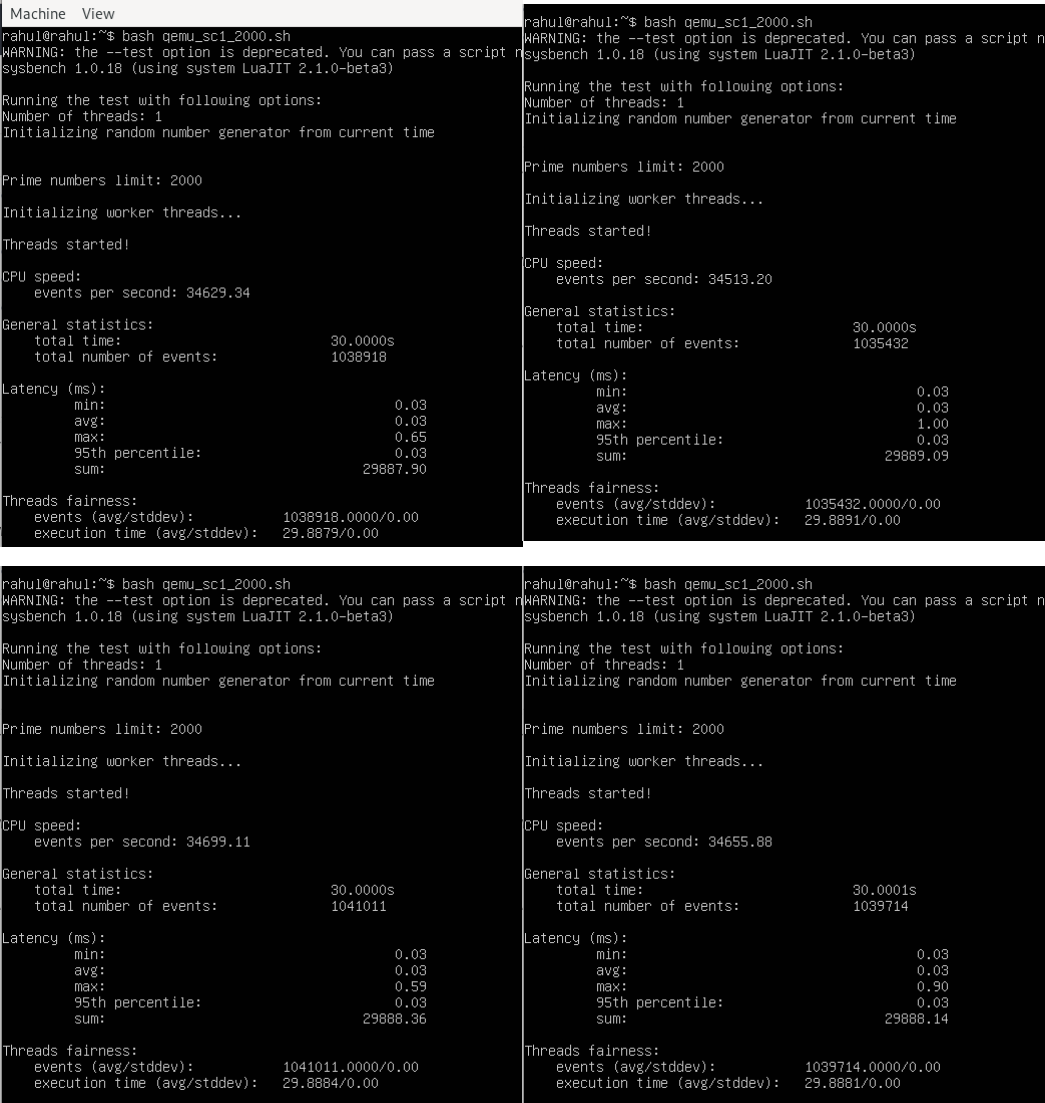 Machine View
rahul@rahul:~$ bash qemu_sc1_2000.sh
WARNING: the --test option is deprecated. You can pass a script n
sysbench 1.0.18 (using system LuaJIT 2.1.0-beta3)
Running the test with following options:
Number of threads: 1
Initializing random number generator from current time
Prime numbers limit: 2000
Initializing worker threads...
Threads started!
CPU speed:
events per second: 34629.34
General statistics:
total time: 30.0000s
total number of events: 1038918
Latency (ms):
min: 0.03
avg: 0.03
max: 0.65
95th percentile: 0.03
sum: 29887.90
Threads fairness:
events (avg/stddev): 1038918.0000/0.00
execution time (avg/stddev): 29.8879/0.00
rahul@rahul:~$ bash qemu_sc1_2000.sh
WARNING: the --test option is deprecated. You can pass a script n
sysbench 1.0.18 (using system LuaJIT 2.1.0-beta3)
Running the test with following options:
Number of threads: 1
Initializing random number generator from current time
Prime numbers limit: 2000
Initializing worker threads...
Threads started!
CPU speed:
events per second: 34513.20
General statistics:
total time: 30.0000s
total number of events: 1035432
Latency (ms):
min: 0.03
avg: 0.03
max: 1.00
95th percentile: 0.03
sum: 29889.09
Threads fairness:
events (avg/stddev): 1035432.0000/0.00
execution time (avg/stddev): 29.8891/0.00
rahul@rahul:~$ bash qemu_sc1_2000.sh
WARNING: the --test option is deprecated. You can pass a script n
sysbench 1.0.18 (using system LuaJIT 2.1.0-beta3)
Running the test with following options:
Number of threads: 1
Initializing random number generator from current time
Prime numbers limit: 2000
Initializing worker threads...
Threads started!
CPU speed:
events per second: 34699.11
General statistics:
total time: 30.0000s
total number of events: 1041011
Latency (ms):
min: 0.03
avg: 0.03
max: 0.59
95th percentile: 0.03
sum: 29888.36
Threads fairness:
events (avg/stddev): 1041011.0000/0.00
execution time (avg/stddev): 29.8884/0.00
rahul@rahul:~$ bash qemu_sc1_2000.sh
WARNING: the --test option is deprecated. You can pass a script n
sysbench 1.0.18 (using system LuaJIT 2.1.0-beta3)
Running the test with following options:
Number of threads: 1
Initializing random number generator from current time
Prime numbers limit: 2000
Initializing worker threads...
Threads started!
CPU speed:
events per second: 34655.88
General statistics:
total time: 30.0001s
total number of events: 1039714
Latency (ms):
min: 0.03
avg: 0.03
max: 0.90
95th percentile: 0.03
sum: 29888.14
Threads fairness:
events (avg/stddev): 1039714.0000/0.00
execution time (avg/stddev): 29.8881/0.00